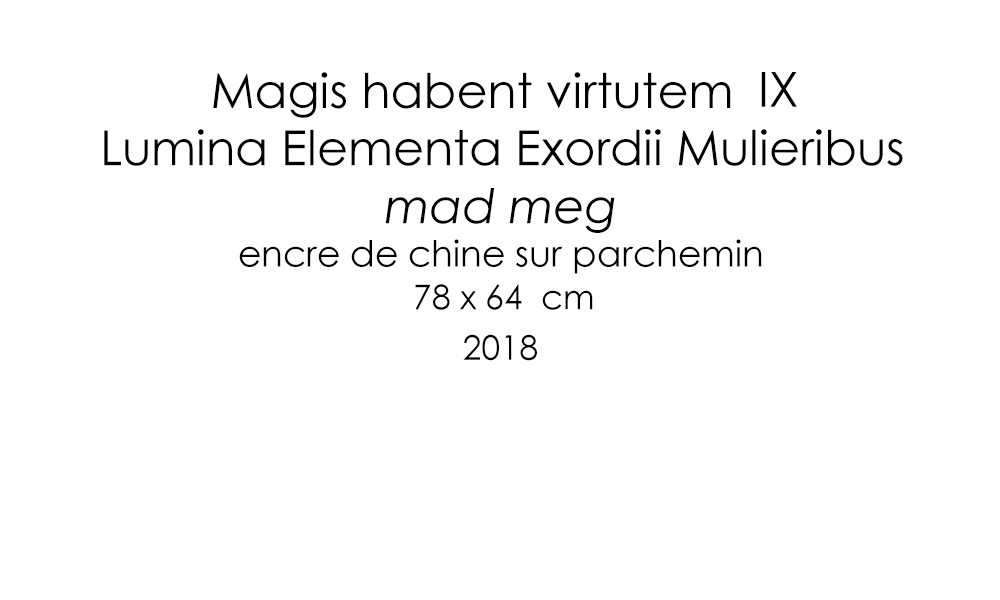 Magis habent virtutem IX
Lumina Elementa Exordii Mulieribus
mad meg
encre de chine sur parchemin
78 x 64 cm
2018